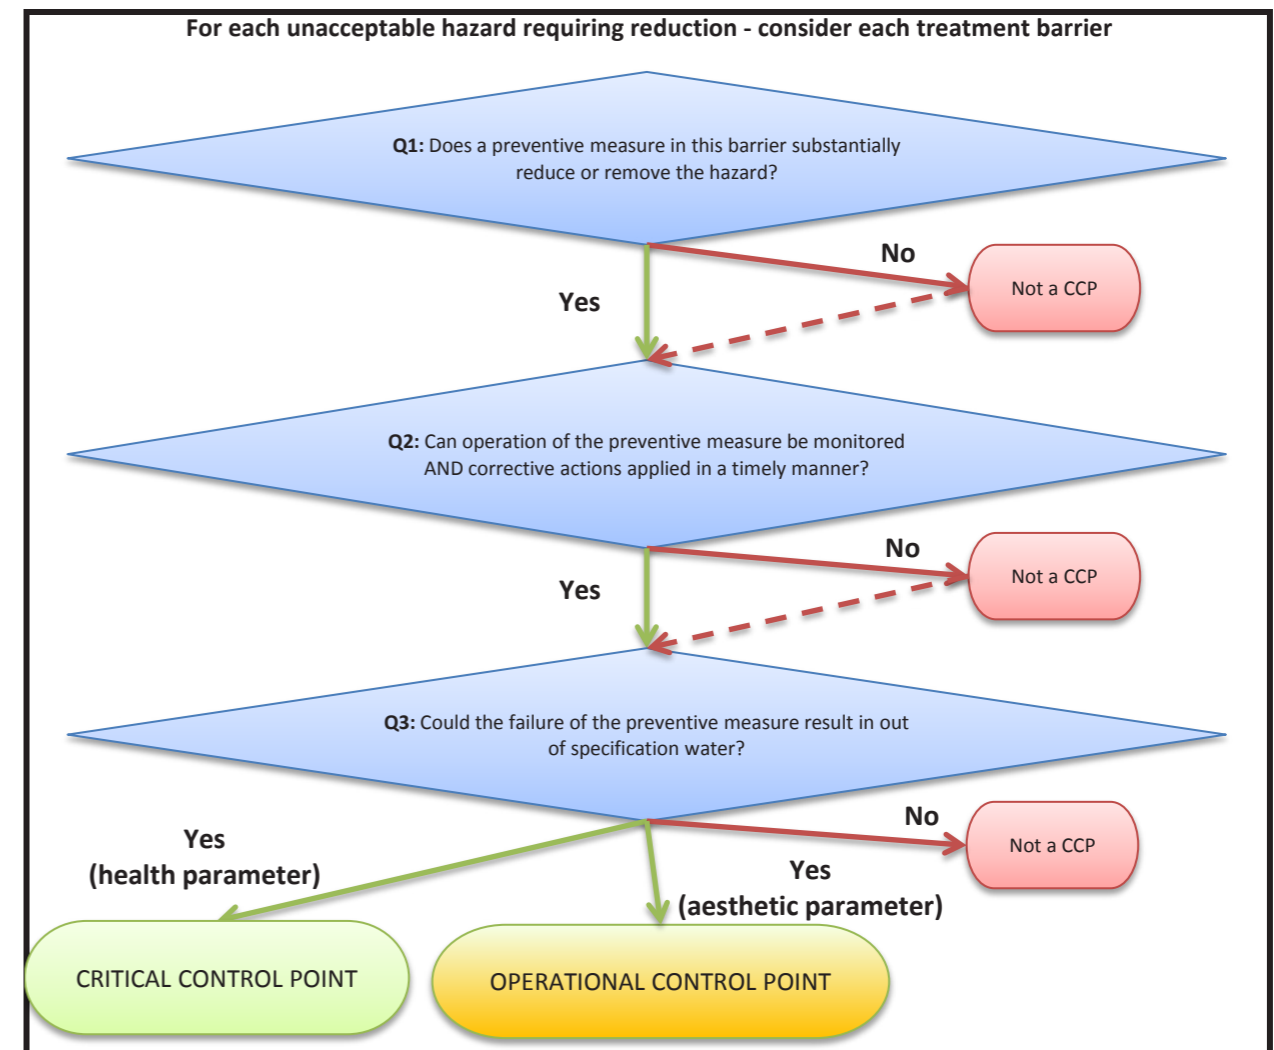 For each unacceptable hazard requiring reduction - consider each treatment barrier
Q1: Does a preventive measure in this barrier substantially
reduce or remove the hazard?
No
Not a CCP
Yes
Q2: Can operation of the preventive measure be monitored
AND corrective actions applied in a timely manner?
No
Not a CCP
Yes
Q3: Could the failure of the preventive measure result in out
of specification water?
No
Not a CCP
Yes
(health parameter)
Yes
(aesthetic parameter)
CRITICAL CONTROL POINT
OPERATIONAL CONTROL POINT